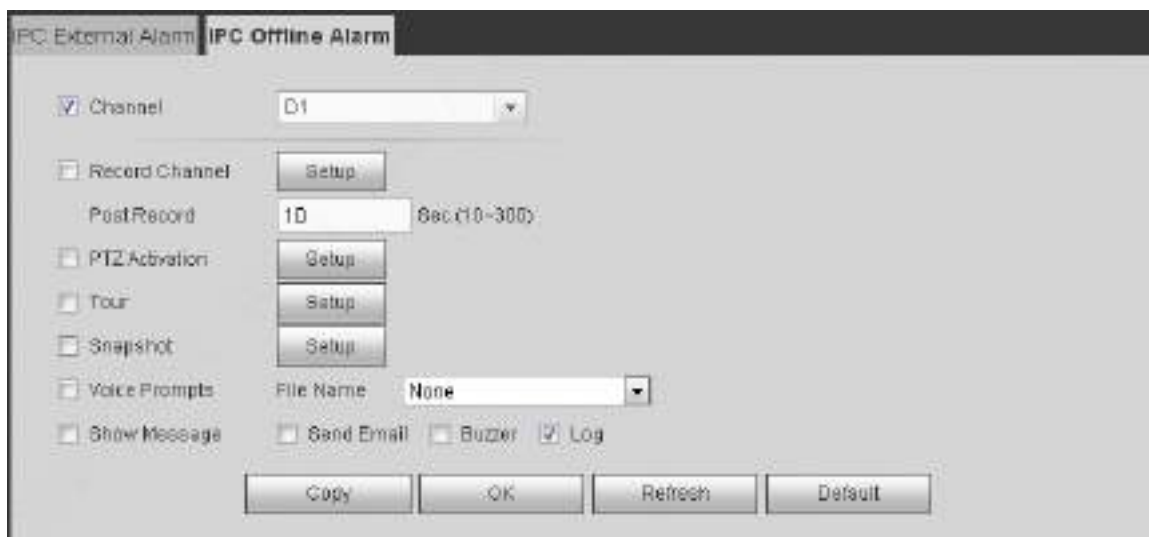 IPC External Alarm IPC Offline Alarm
Channel D1
Record Channel Setup
Post Record 10 Sec.(10~300)
PTZ Activation Setup
Tour Setup
Snapshot Setup
Voice Prompts File Name None
Show Message Send Email Buzzer Log
Copy OK Refresh Default